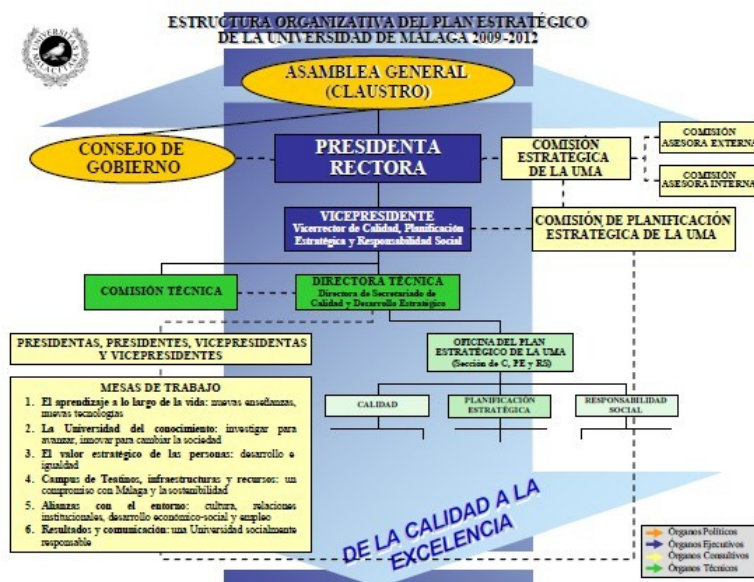 ESTRUCTURA ORGANIZATIVA DEL PLAN ESTRATÉGICO
DE LA UNIVERSIDAD DE MÁLAGA 2009-2012
UNIVERSITAS
MALACITANA
ASAMBLEA GENERAL
(CLAUSTRO)
CONSEJO DE
GOBIERNO
PRESIDENTA
RECTORA
COMISIÓN
ESTRATÉGICA
DE LA UMA
COMISIÓN
ASESORA EXTERNA
COMISIÓN
ASESORA INTERNA
VICEPRESIDENTE
Vicerrector de Calidad, Planificación
Estratégica y Responsabilidad Social
COMISIÓN DE PLANIFICACIÓN
ESTRATÉGICA DE LA UMA
COMISIÓN TÉCNICA
DIRECTORA TÉCNICA
Directora de Secretariado de
Calidad y Desarrollo Estratégico
PRESIDENTAS, PRESIDENTES, VICEPRESIDENTAS
Y VICEPRESIDENTES
OFICINA DEL PLAN
ESTRATÉGICO DE LA UMA
(Sección de C, PE y RS)
MESAS DE TRABAJO
1. El aprendizaje a lo largo de la vida: nuevas enseñanzas,
nuevas tecnologías
2. La Universidad del conocimiento: investigar para
avanzar, innovar para cambiar la sociedad
3. El valor estratégico de las personas: desarrollo e
igualdad
4. Campus de Teatinos, infraestructuras y recursos: un
compromiso con Málaga y la sostenibilidad
5. Alianzas con el entorno: cultura, relaciones
institucionales, desarrollo económico-social y empleo
6. Resultados y comunicación: una Universidad socialmente
responsable
CALIDAD
PLANIFICACIÓN
ESTRATÉGICA
RESPONSABILIDAD
SOCIAL
DE LA CALIDAD A LA
EXCELENCIA
Órganos Políticos
Órganos Ejecutivos
Órganos Consultivos
Órganos Técnicos